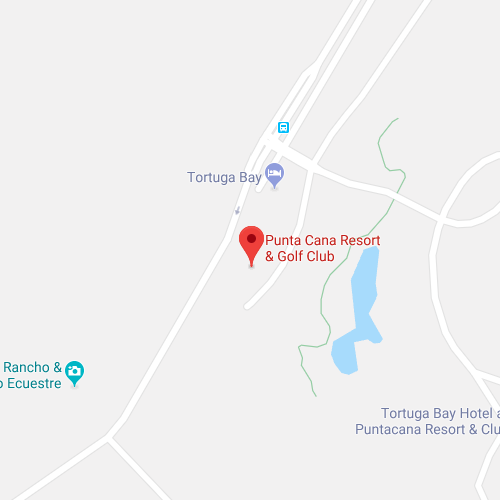 Tortuga Bay
Punta Cana Resort
& Golf Club
Rancho &
o Ecuestre
Tortuga Bay Hotel a
Puntacana Resort & Clu